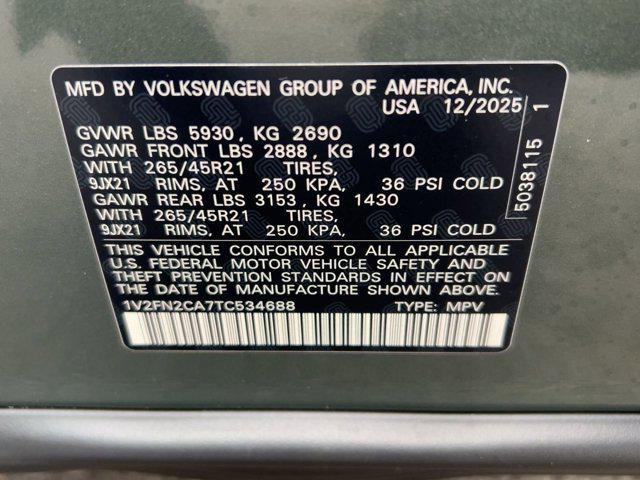 MFD BY VOLKSWAGEN GROUP OF AMERICA, INC.
USA 12/2025 1
GVWR LBS 5930, KG 2690
GAWR FRONT LBS 2888, KG 1310
WITH 265/45R21 TIRES,
9JX21 RIMS, AT 250 KPA, 36 PSI COLD
GAWR REAR LBS 3153, KG 1430
WITH 265/45R21 TIRES,
9JX21 RIMS, AT 250 KPA, 36 PSI COLD
THIS VEHICLE CONFORMS TO ALL APPLICABLE
U.S. FEDERAL MOTOR VEHICLE SAFETY AND
THEFT PREVENTION STANDARDS IN EFFECT ON
THE DATE OF MANUFACTURE SHOWN ABOVE.
1V2FN2CA7TC534688 TYPE: MPV
5038115